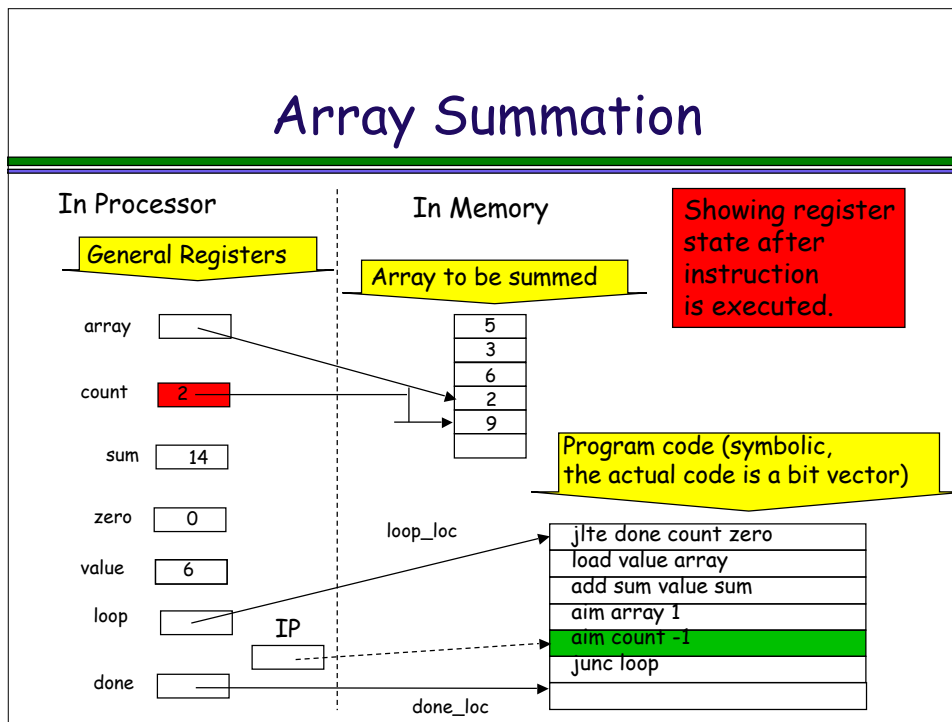 Array Summation
In Processor
In Memory
Showing register
state after
instruction
is executed.
General Registers
Array to be summed
array
count
2
sum
14
zero
0
value
6
loop
IP
done
5
3
6
2
9
Program code (symbolic,
the actual code is a bit vector)
loop_loc
jlte done count zero
load value array
add sum value sum
aim array 1
aim count -1
junc loop
done_loc